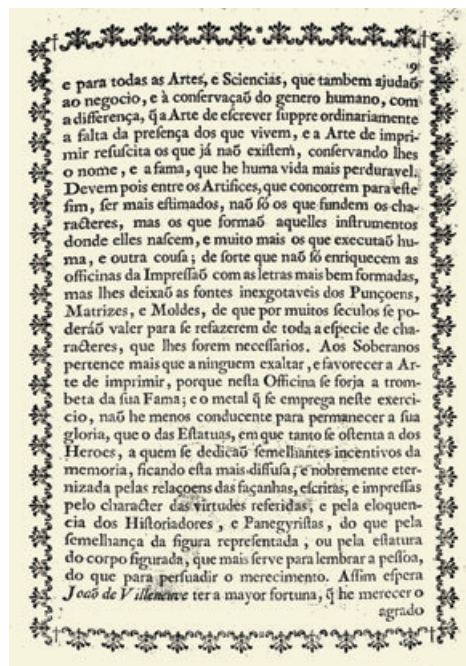 9
e para todas as Artes, e Sciencias, que tambem ajudaõ
ao negocio, e à conſervaçaõ do genero humano, com
a differença, q̃ a Arte de eſcrever ſuppre ordinariamente
a falta da preſença dos que vivem, e a Arte de impri-
mir reſuſcita os que já naõ exiſtem, conſervando lhes
o nome, e a fama, que he huma vida mais perduravel.
Devem pois entre os Artifices, que concorrem para eſte
fim, ſer mais eſtimados, naõ ſó os que fundem os cha-
racteres, mas os que formaõ aquelles inſtrumentos
donde elles naſcem, e muito mais os que executaõ hu-
ma, e outra couſa; de ſorte que naõ ſó enriquecem as
officinas da Impreſſaõ com as letras mais bem formadas,
mas lhes deixaõ as fontes inexgotaveis dos Punçoens,
Matrizes, e Moldes, de que por muitos ſeculos ſe po-
deráõ valer para ſe refazerem de toda a eſpecie de cha-
racteres, que lhes forem neceſſarios. Aos Soberanos
pertence mais que a ninguem exaltar, e favorecer a Ar-
te de imprimir, porque neſta Officina ſe forja a trom-
beta da ſua Fama; e o metal q̃ ſe emprega neſte exerci-
cio, naõ he menos conducente para permanecer a ſua
gloria, que o das Eſtatuas, em que tanto ſe oſtenta a dos
Heroes, a quem ſe dedicaõ ſemelhantes incentivos da
memoria, ficando eſta mais diffuſa, e nobremente eter-
nizada pelas relaçoens das façanhas, eſcritas, e impreſſas
pelo character das virtudes referidas, e pela eloquen-
cia dos Hiſtoriadores, e Panegyriſtas, do que pela
ſemelhança da figura repreſentada, ou pela eſtatura
do corpo figurada, que mais ſerve para lembrar a peſſoa,
do que para perſuadir o merecimento. Aſſim eſpera
Joaõ de Villeneuve ter a mayor fortuna, q̃ he merecer o
agrado